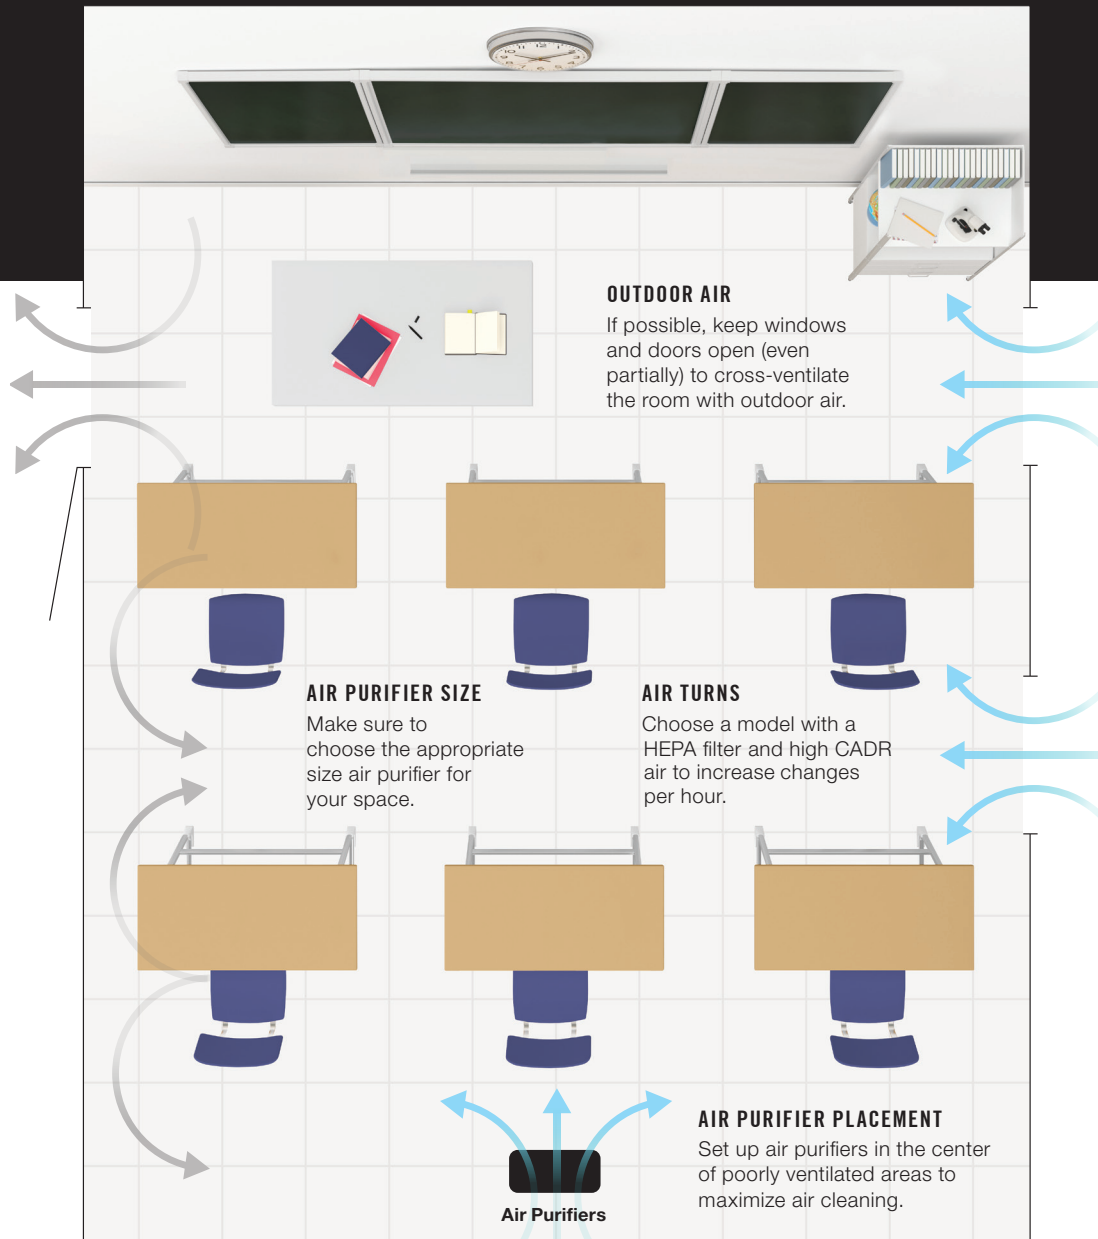 OUTDOOR AIR
If possible, keep windows
and doors open (even
partially) to cross-ventilate
the room with outdoor air.
AIR PURIFIER SIZE
Make sure to
choose the appropriate
size air purifier for
your space.
AIR TURNS
Choose a model with a
HEPA filter and high CADR
air to increase changes
per hour.
AIR PURIFIER PLACEMENT
Set up air purifiers in the center
of poorly ventilated areas to
maximize air cleaning.
Air Purifiers